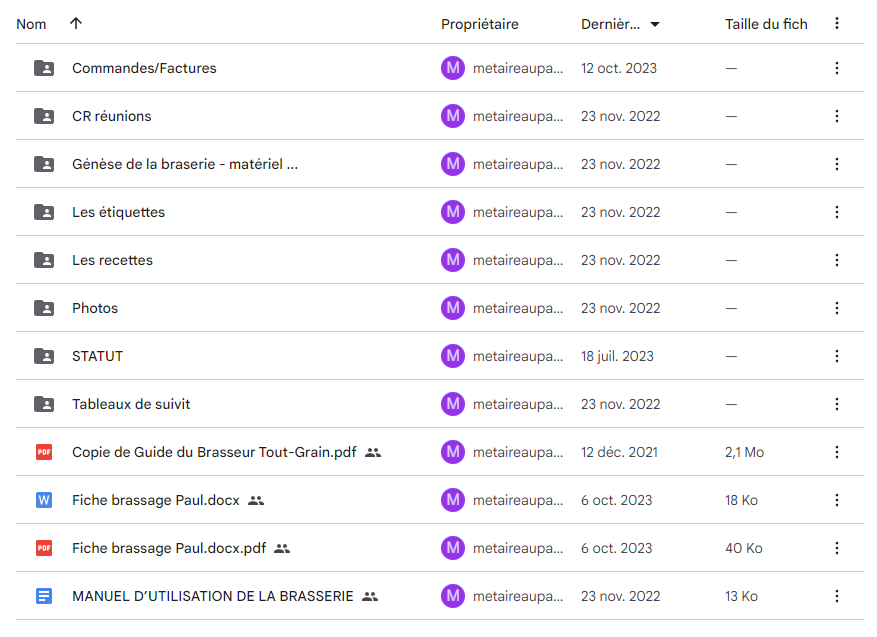 Nom Propriétaire Dernièr... Taille du fich
Commandes/Factures M metaireaupa... 12 oct. 2023 —
CR réunions M metaireaupa... 23 nov. 2022 —
Génèse de la braserie - matériel ... M metaireaupa... 23 nov. 2022 —
Les étiquettes M metaireaupa... 23 nov. 2022 —
Les recettes M metaireaupa... 23 nov. 2022 —
Photos M metaireaupa... 23 nov. 2022 —
STATUT M metaireaupa... 18 juil. 2023 —
Tableaux de suivit M metaireaupa... 23 nov. 2022 —
PDF Copie de Guide du Brasseur Tout-Grain.pdf M metaireaupa... 12 déc. 2021 2,1 Mo
W Fiche brassage Paul.docx M metaireaupa... 6 oct. 2023 18 Ko
PDF Fiche brassage Paul.docx.pdf M metaireaupa... 6 oct. 2023 40 Ko
MANUEL D’UTILISATION DE LA BRASSERIE M metaireaupa... 23 nov. 2022 13 Ko